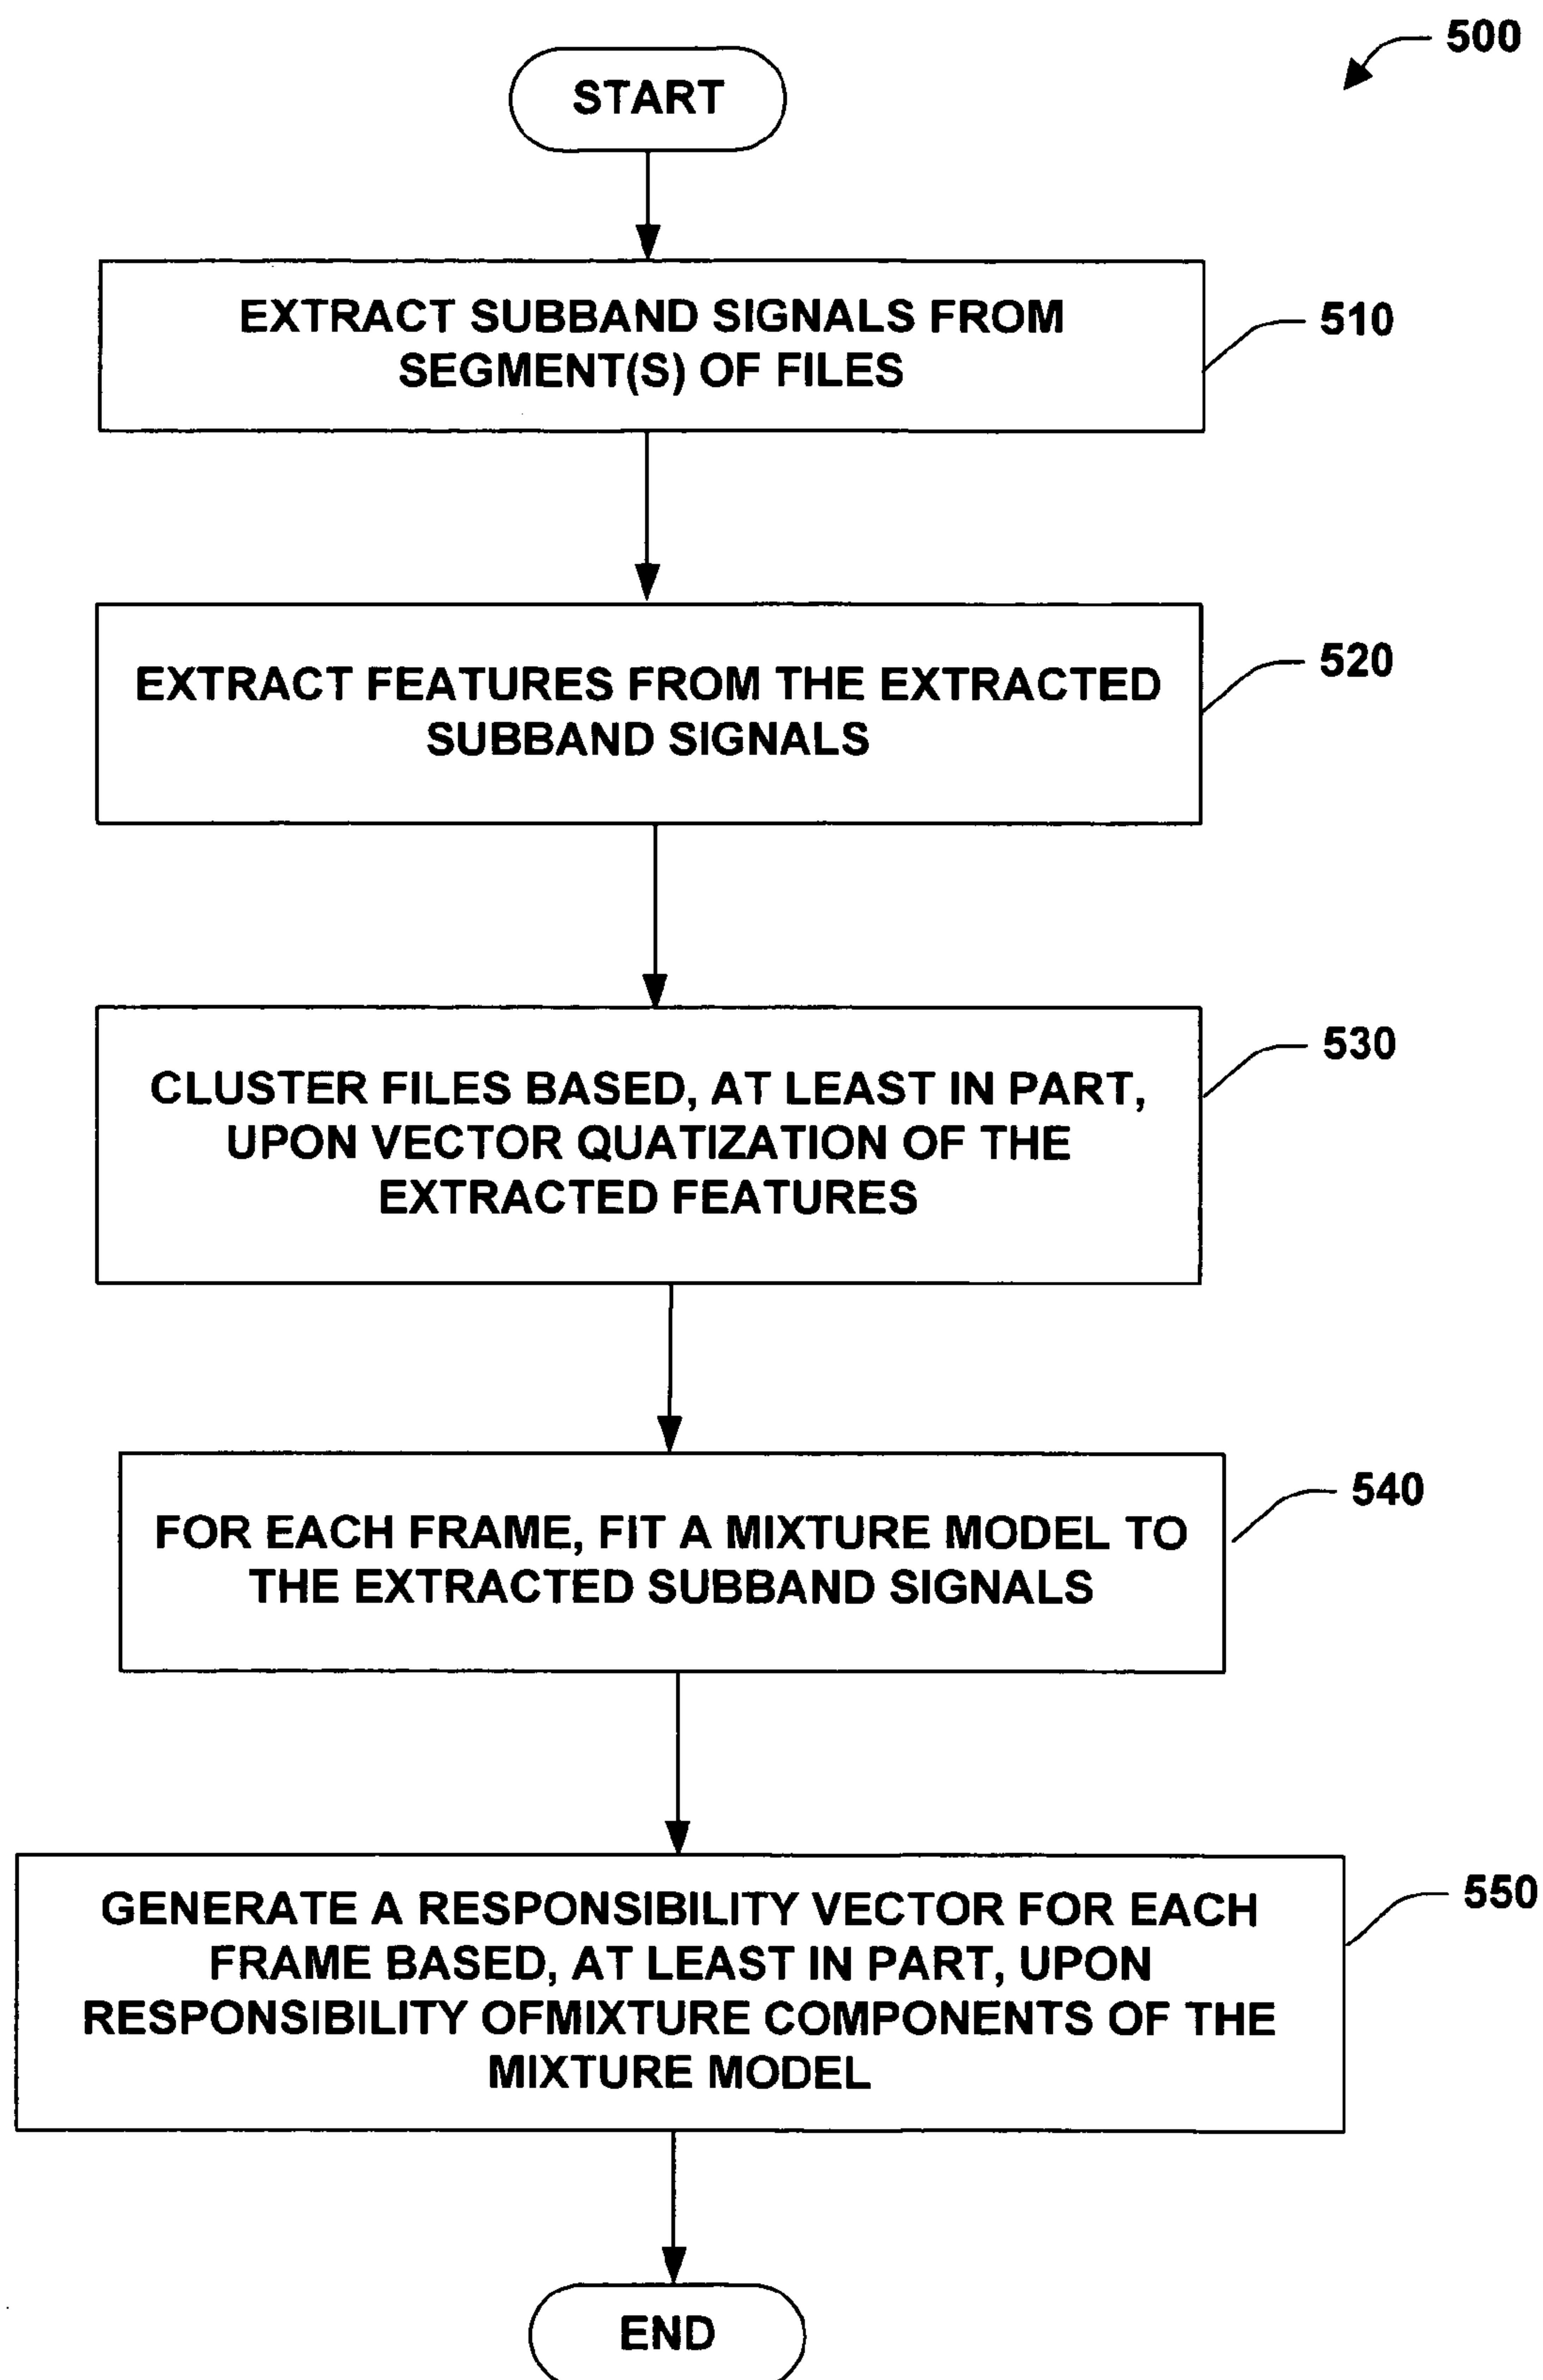 500
START
EXTRACT SUBBAND SIGNALS FROM
SEGMENT(S) OF FILES
510
EXTRACT FEATURES FROM THE EXTRACTED
SUBBAND SIGNALS
520
CLUSTER FILES BASED, AT LEAST IN PART,
UPON VECTOR QUATIZATION OF THE
EXTRACTED FEATURES
530
FOR EACH FRAME, FIT A MIXTURE MODEL TO
THE EXTRACTED SUBBAND SIGNALS
540
GENERATE A RESPONSIBILITY VECTOR FOR EACH
FRAME BASED, AT LEAST IN PART, UPON
RESPONSIBILITY OFMIXTURE COMPONENTS OF THE
MIXTURE MODEL
550
END